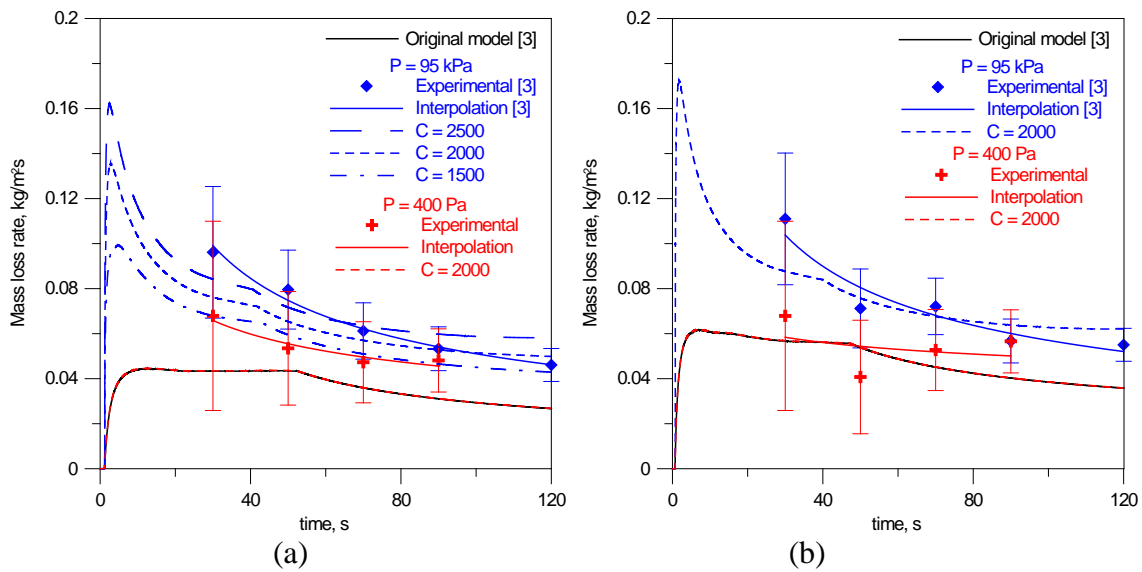 0.2
0.16
0.12
0.08
0.04
0
Mass loss rate, kg/m²s
Original model [3]
P = 95 kPa
Experimental [3]
Interpolation [3]
C = 2500
C = 2000
C = 1500
P = 400 Pa
Experimental
Interpolation
C = 2000
0 40 80 120
time, s
(a)
0.2
0.16
0.12
0.08
0.04
0
Mass loss rate, kg/m²s
Original model [3]
P = 95 kPa
Experimental [3]
Interpolation [3]
C = 2000
P = 400 Pa
Experimental
Interpolation
C = 2000
0 40 80 120
time, s
(b)